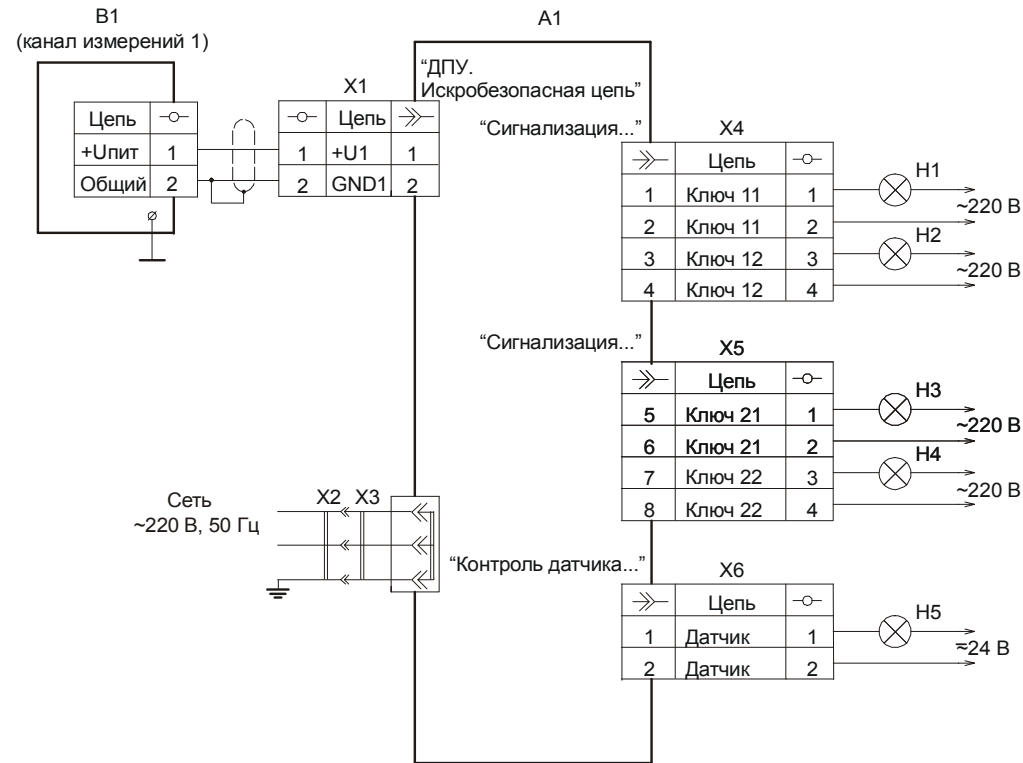 B1
(канал измерений 1)
Цепь
+Uпит 1
Общий 2
A1
“ДПУ.
Искробезопасная цепь”
X1
Цепь
1 +U1 1
2 GND1 2
“Сигнализация...”
X4
Цепь
1 Ключ 11 1
2 Ключ 11 2
3 Ключ 12 3
4 Ключ 12 4
H1
~220 В
H2
~220 В
“Сигнализация...”
X5
Цепь
5 Ключ 21 1
6 Ключ 21 2
7 Ключ 22 3
8 Ключ 22 4
H3
~220 В
H4
~220 В
Сеть
~220 В, 50 Гц
X2 X3
“Контроль датчика...”
X6
Цепь
1 Датчик 1
2 Датчик 2
H5
≂24 В